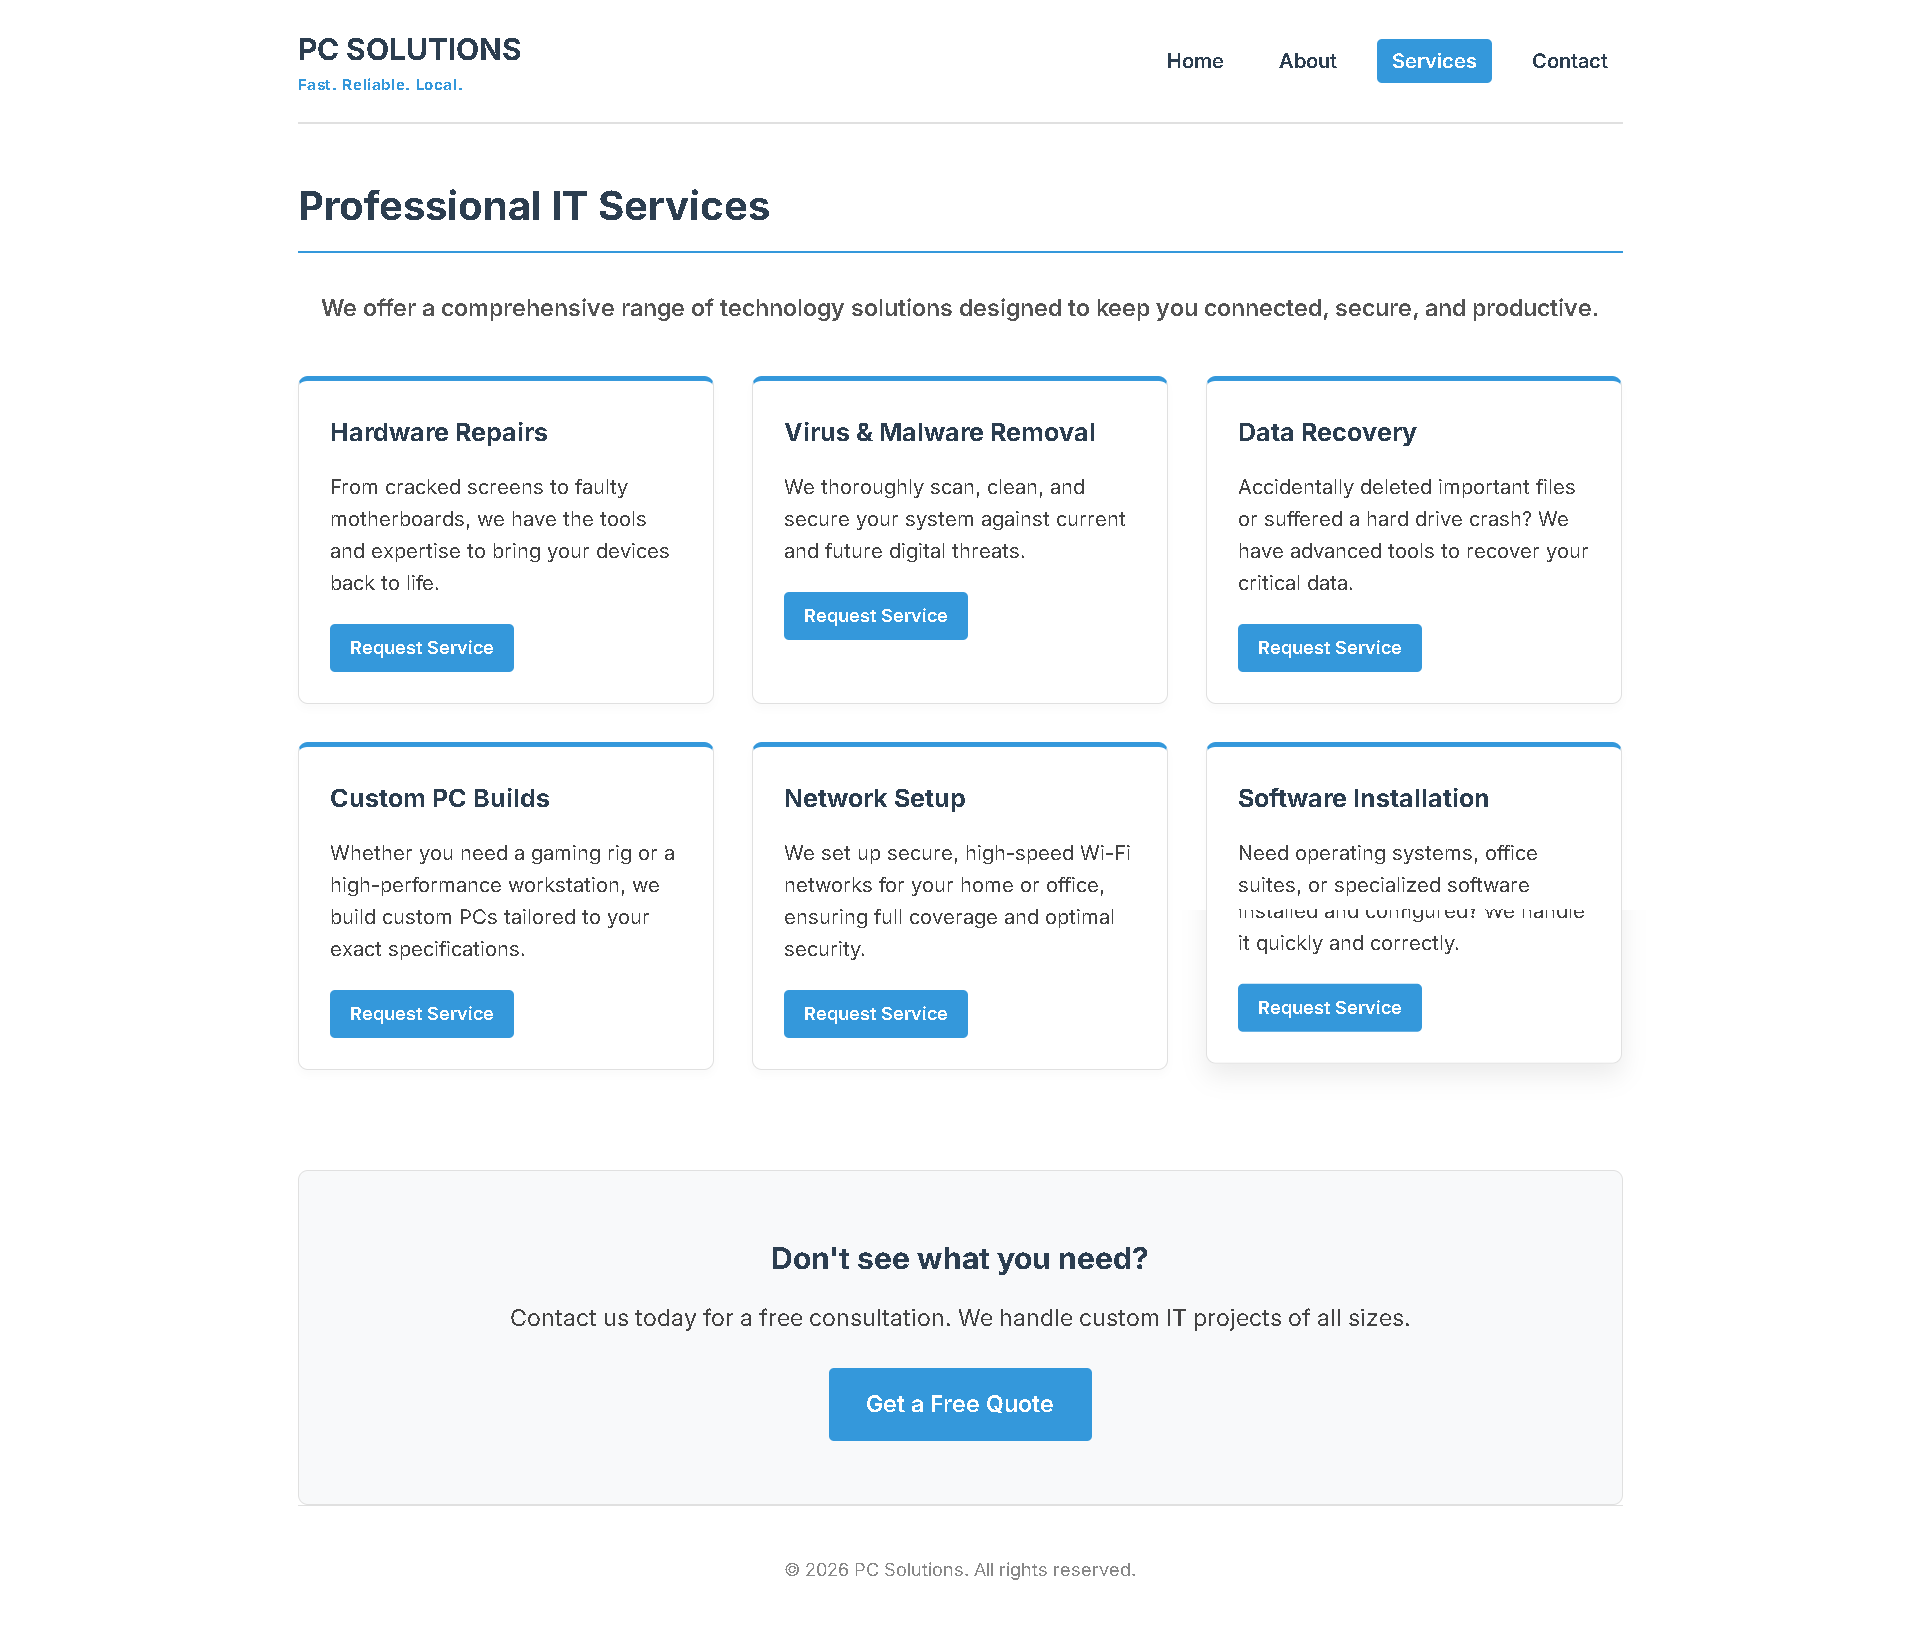 PC SOLUTIONS
Fast. Reliable. Local.
Home
About
Services
Contact
Professional IT Services
We offer a comprehensive range of technology solutions designed to keep you connected, secure, and productive.
Hardware Repairs
From cracked screens to faulty
motherboards, we have the tools
and expertise to bring your devices
back to life.
Request Service
Virus & Malware Removal
We thoroughly scan, clean, and
secure your system against current
and future digital threats.
Request Service
Data Recovery
Accidentally deleted important files
or suffered a hard drive crash? We
have advanced tools to recover your
critical data.
Request Service
Custom PC Builds
Whether you need a gaming rig or a
high-performance workstation, we
build custom PCs tailored to your
exact specifications.
Request Service
Network Setup
We set up secure, high-speed Wi-Fi
networks for your home or office,
ensuring full coverage and optimal
security.
Request Service
Software Installation
Need operating systems, office
suites, or specialized software
installed and configured? We handle
it quickly and correctly.
Request Service
Don't see what you need?
Contact us today for a free consultation. We handle custom IT projects of all sizes.
Get a Free Quote
© 2026 PC Solutions. All rights reserved.